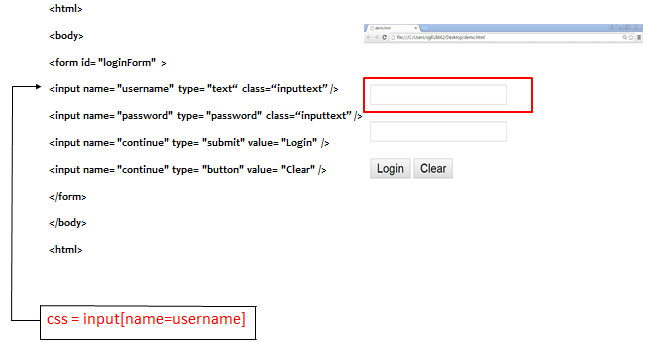 <html>
<body>
<form id= "loginForm" >
<input name= "username" type= "text“ class=“inputtext” />
<input name= "password" type= "password" class=“inputtext” />
<input name= "continue" type= "submit" value= "Login" />
<input name= "continue" type= "button" value= "Clear" />
</form>
</body>
<html>
css = input[name=username]
demo.html
Login Clear